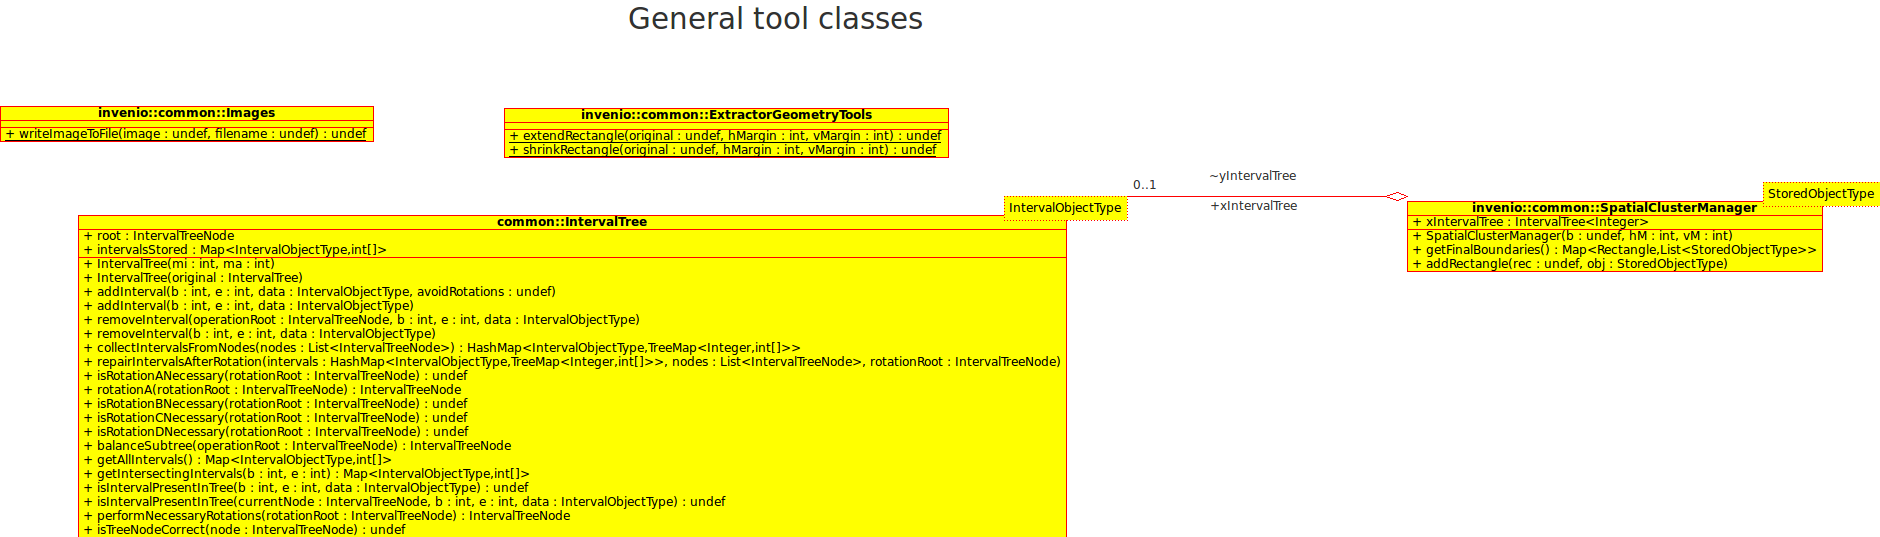 General tool classes
invenio::common::Images
+ writeImageToFile(image : undef, filename : undef) : undef
invenio::common::ExtractorGeometryTools
+ extendRectangle(original : undef, hMargin : int, vMargin : int) : undef
+ shrinkRectangle(original : undef, hMargin : int, vMargin : int) : undef
0..1
~yIntervalTree
+xIntervalTree
IntervalObjectType
common::IntervalTree
+ root : IntervalTreeNode
+ intervalsStored : Map<IntervalObjectType,int[]>
+ IntervalTree(mi : int, ma : int)
+ IntervalTree(original : IntervalTree)
+ addInterval(b : int, e : int, data : IntervalObjectType, avoidRotations : undef)
+ addInterval(b : int, e : int, data : IntervalObjectType)
+ removeInterval(operationRoot : IntervalTreeNode, b : int, e : int, data : IntervalObjectType)
+ removeInterval(b : int, e : int, data : IntervalObjectType)
+ collectIntervalsFromNodes(nodes : List<IntervalTreeNode>) : HashMap<IntervalObjectType,TreeMap<Integer,int[]>>
+ repairIntervalsAfterRotation(intervals : HashMap<IntervalObjectType,TreeMap<Integer,int[]>>, nodes : List<IntervalTreeNode>, rotationRoot : IntervalTreeNode)
+ isRotationANecessary(rotationRoot : IntervalTreeNode) : undef
+ rotationA(rotationRoot : IntervalTreeNode) : IntervalTreeNode
+ isRotationBNecessary(rotationRoot : IntervalTreeNode) : undef
+ isRotationCNecessary(rotationRoot : IntervalTreeNode) : undef
+ isRotationDNecessary(rotationRoot : IntervalTreeNode) : undef
+ balanceSubtree(operationRoot : IntervalTreeNode) : IntervalTreeNode
+ getAllIntervals() : Map<IntervalObjectType,int[]>
+ getIntersectingIntervals(b : int, e : int) : Map<IntervalObjectType,int[]>
+ isIntervalPresentInTree(b : int, e : int, data : IntervalObjectType) : undef
+ isIntervalPresentInTree(currentNode : IntervalTreeNode, b : int, e : int, data : IntervalObjectType) : undef
+ performNecessaryRotations(rotationRoot : IntervalTreeNode) : IntervalTreeNode
+ isTreeNodeCorrect(node : IntervalTreeNode) : undef
StoredObjectType
invenio::common::SpatialClusterManager
+ xIntervalTree : IntervalTree<Integer>
+ SpatialClusterManager(b : undef, hM : int, vM : int)
+ getFinalBoundaries() : Map<Rectangle,List<StoredObjectType>>
+ addRectangle(rec : undef, obj : StoredObjectType)